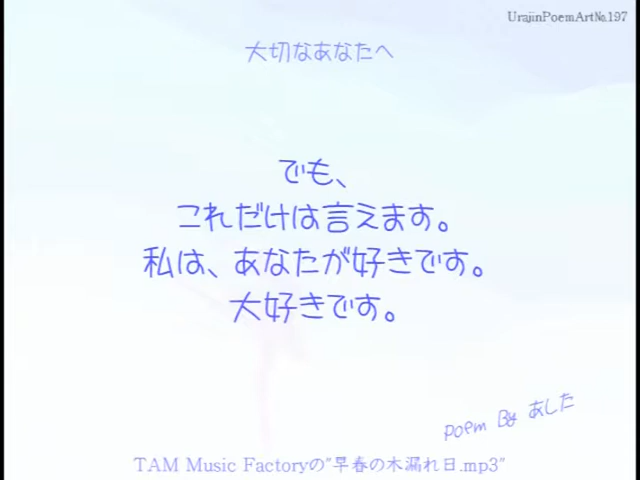 UrajinPoemArt№197
大切なあなたへ
でも、
これだけは言えます。
私は、あなたが好きです。
大好きです。
poem By あした
TAM Music Factoryの"早春の木漏れ日.mp3"